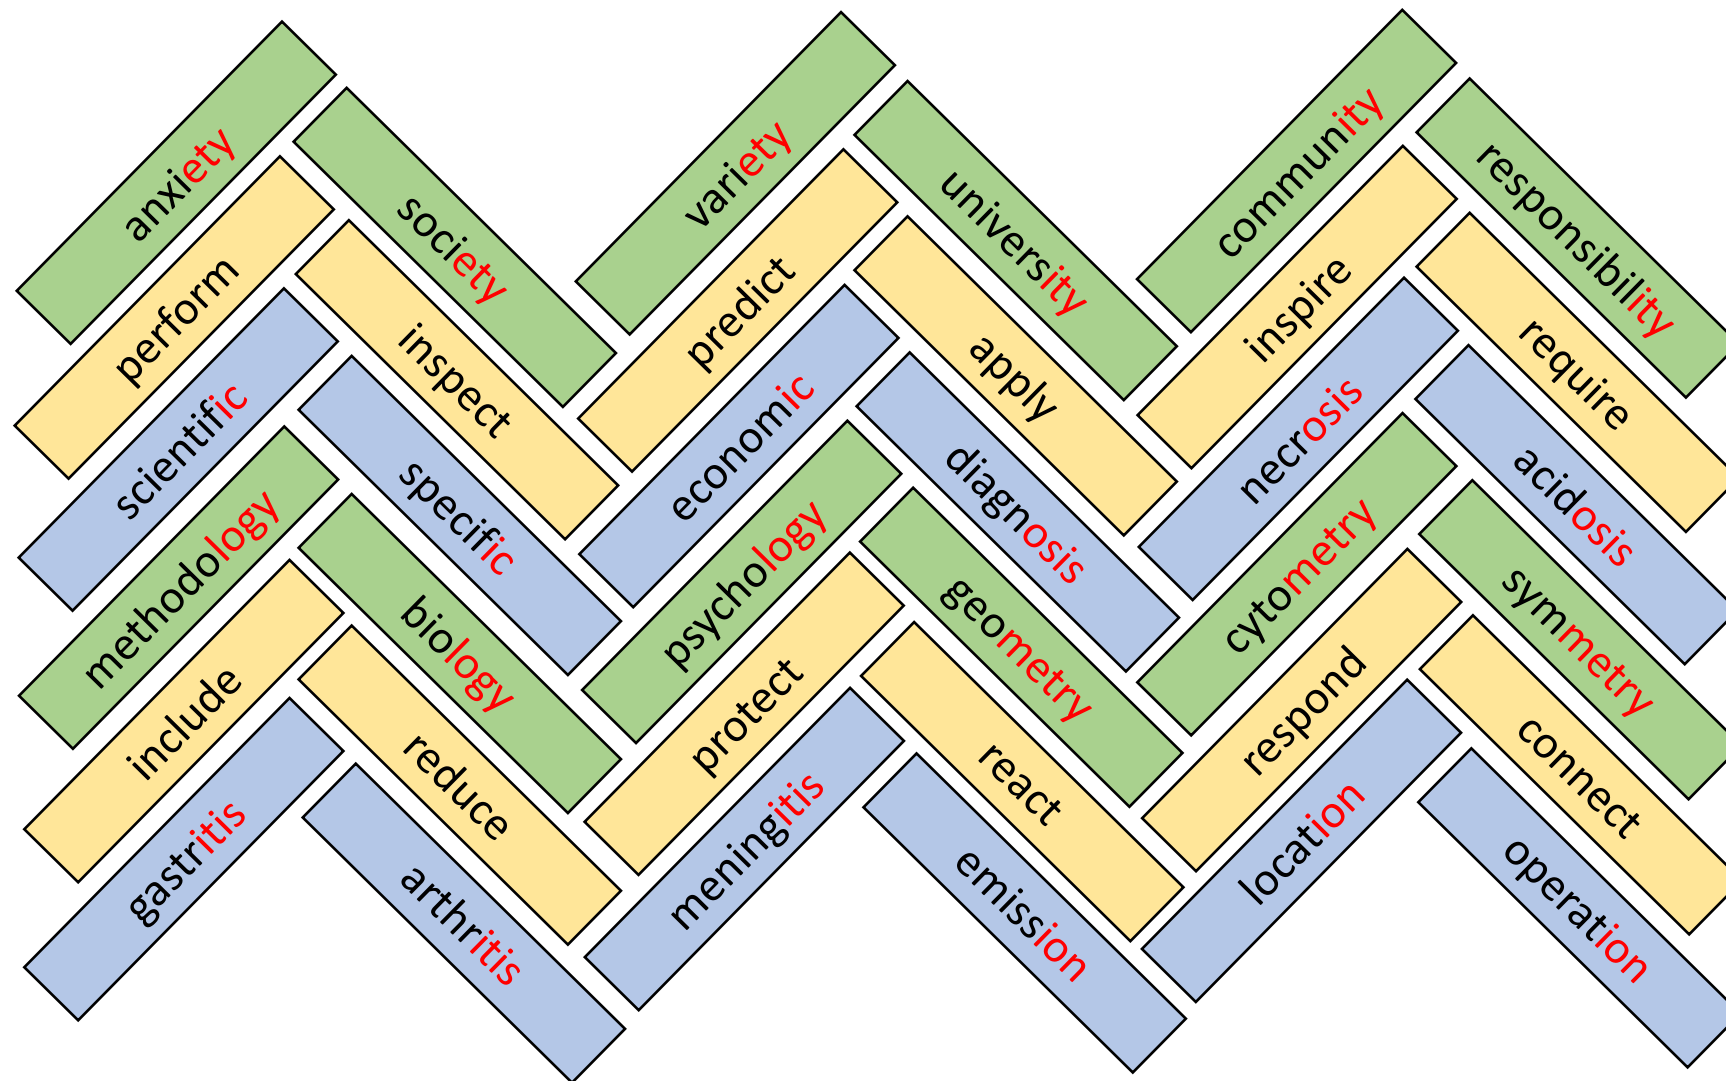 anxiety
society
variety
university
community
responsibility
perform
inspect
predict
apply
inspire
require
scientific
specific
economic
diagnosis
necrosis
acidosis
methodology
biology
psychology
geometry
cytometry
symmetry
include
reduce
protect
react
respond
connect
gastritis
arthritis
meningitis
emission
location
operation